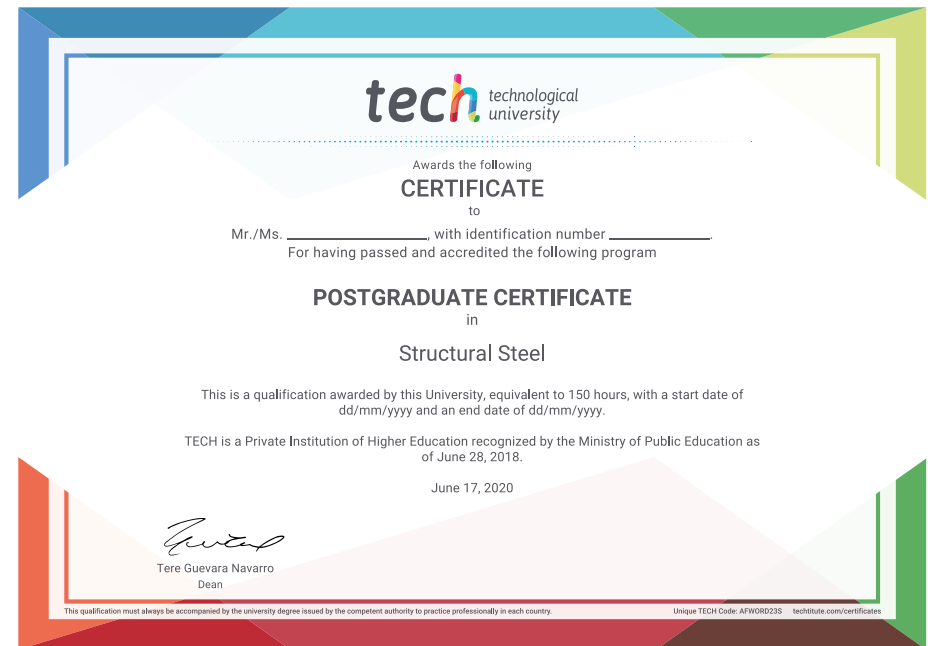 tech technological
university
Awards the following
CERTIFICATE
to
Mr./Ms. ____________________, with identification number ______________.
For having passed and accredited the following program
POSTGRADUATE CERTIFICATE
in
Structural Steel
This is a qualification awarded by this University, equivalent to 150 hours, with a start date of
dd/mm/yyyy and an end date of dd/mm/yyyy.
TECH is a Private Institution of Higher Education recognized by the Ministry of Public Education as
of June 28, 2018.
June 17, 2020
Tere Guevara Navarro
Dean
This qualification must always be accompanied by the university degree issued by the competent authority to practice professionally in each country.
Unique TECH Code: AFWORD23S techtitute.com/certificates